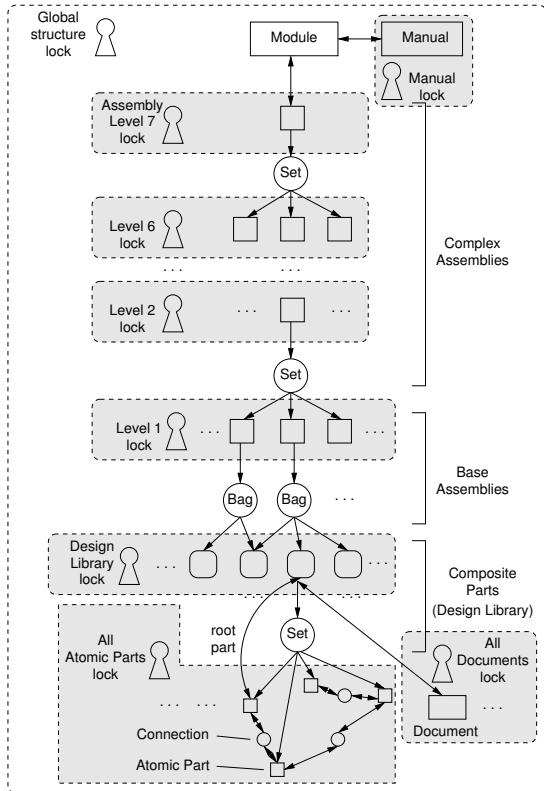 Global
structure
lock
Module
Manual
Manual
lock
Assembly
Level 7
lock
Set
Level 6
lock
. . .
. . .
Complex
Assemblies
Level 2
lock
. . .
. . .
Set
Level 1
lock
. . .
. . .
Bag
Bag
. . .
Base
Assemblies
Design
Library
lock
. . .
. . .
Composite
Parts
(Design Library)
. . .
. . .
All
Atomic Parts
lock
root
part
Set
All
Documents
lock
. . .
. . .
. . .
Document
Connection
Atomic Part